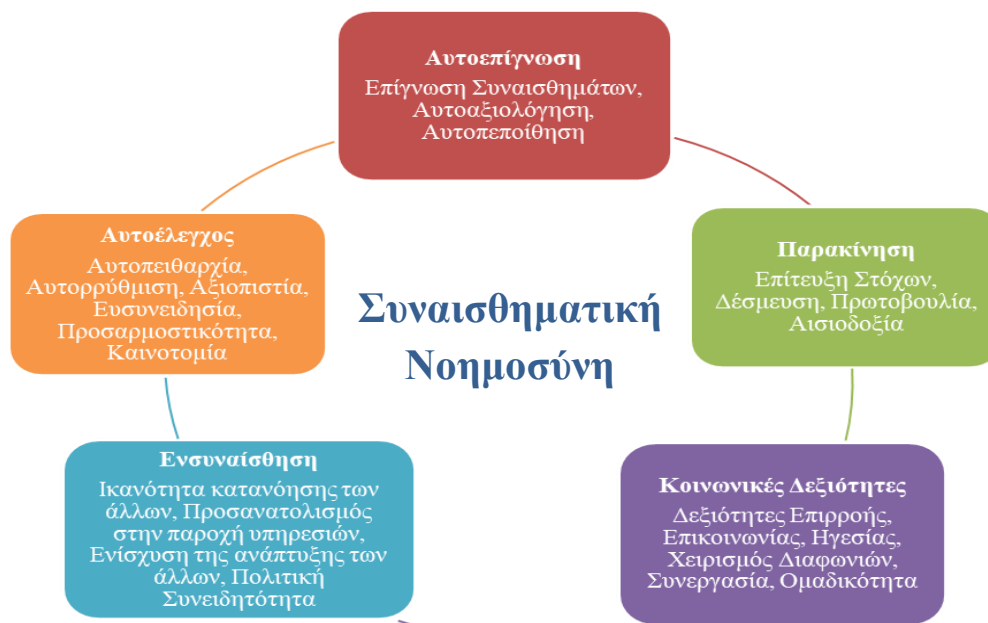 Αυτοεπίγνωση
Επίγνωση Συναισθημάτων,
Αυτοαξιολόγηση,
Αυτοπεποίθηση
Αυτοέλεγχος
Αυτοπειθαρχία,
Αυτορρύθμιση, Αξιοπιστία,
Ευσυνειδησία,
Προσαρμοστικότητα,
Καινοτομία
Παρακίνηση
Επίτευξη Στόχων,
Δέσμευση, Πρωτοβουλία,
Αισιοδοξία
Συναισθηματική
Νοημοσύνη
Ενσυναίσθηση
Ικανότητα κατανόησης των
άλλων, Προσανατολισμός
στην παροχή υπηρεσιών,
Ενίσχυση της ανάπτυξης των
άλλων, Πολιτική
Συνειδητότητα
Κοινωνικές Δεξιότητες
Δεξιότητες Επιρροής,
Επικοινωνίας, Ηγεσίας,
Χειρισμός Διαφωνιών,
Συνεργασία, Ομαδικότητα